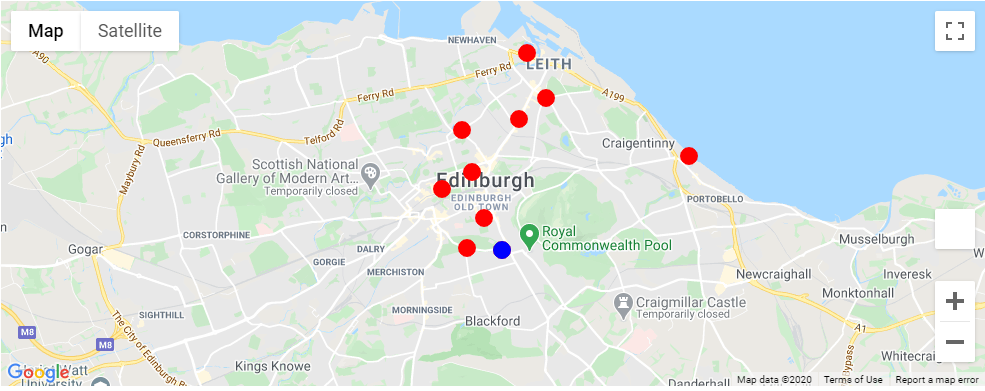 Map
Satellite
NEWHAVEN
LEITH
A90
Ferry Rd
Ferry Rd
A199
Telford Rd
Queensferry Rd
Maybury Rd
Craigentinny
Scottish National
Gallery of Modern Art...
Temporarily closed
Edinburgh
EDINBURGH
OLD TOWN
PORTOBELLO
Royal
Commonwealth Pool
CORSTORPHINE
Gogar
DALRY
GORGIE
MERCHISTON
Musselburgh
Newcraighall
Inveresk
Monktonhall
MORNINGSIDE
Craigmillar Castle
Temporarily closed
SIGHTHILL
Blackford
A1
M8
M8
The City of Edinburgh
Whitecraig
Kings Knowe
Google
University
Danderhall
Map data ©2020
Terms of Use
Report a map error